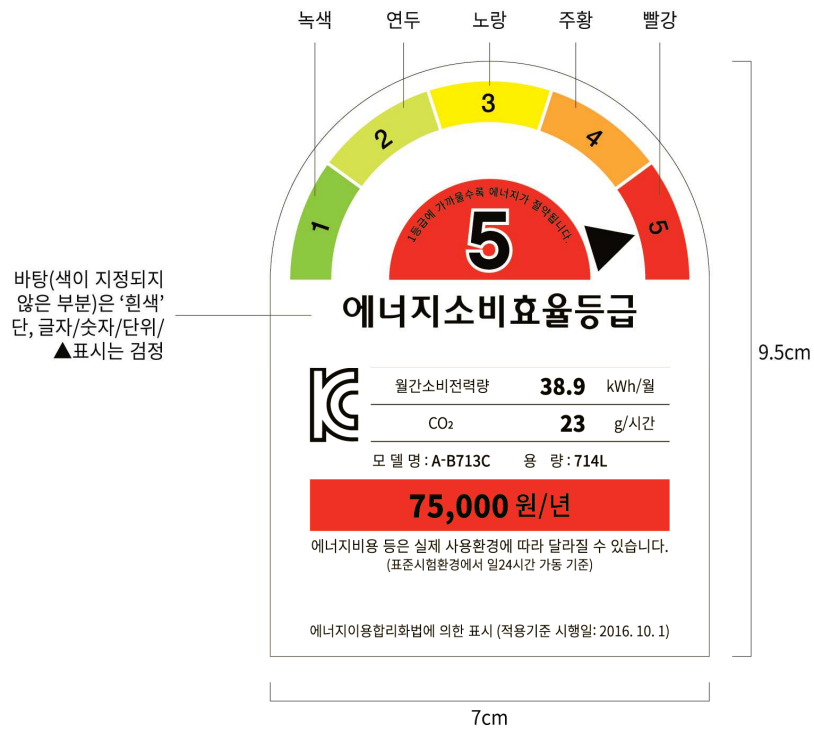 녹색 연두 노랑 주황 빨강
1 2 3 4 5
1등급에 가까울수록 에너지가 절약됩니다.
5
바탕(색이 지정되지
않은 부분)은 ‘흰색’
단, 글자/숫자/단위/
▲표시는 검정
에너지소비효율등급
월간소비전력량 38.9 kWh/월
CO₂ 23 g/시간
모 델 명 : A-B713C 용 량 : 714L
75,000 원/년
에너지비용 등은 실제 사용환경에 따라 달라질 수 있습니다.
(표준시험환경에서 일24시간 가동 기준)
에너지이용합리화법에 의한 표시 (적용기준 시행일: 2016. 10. 1)
9.5cm
7cm